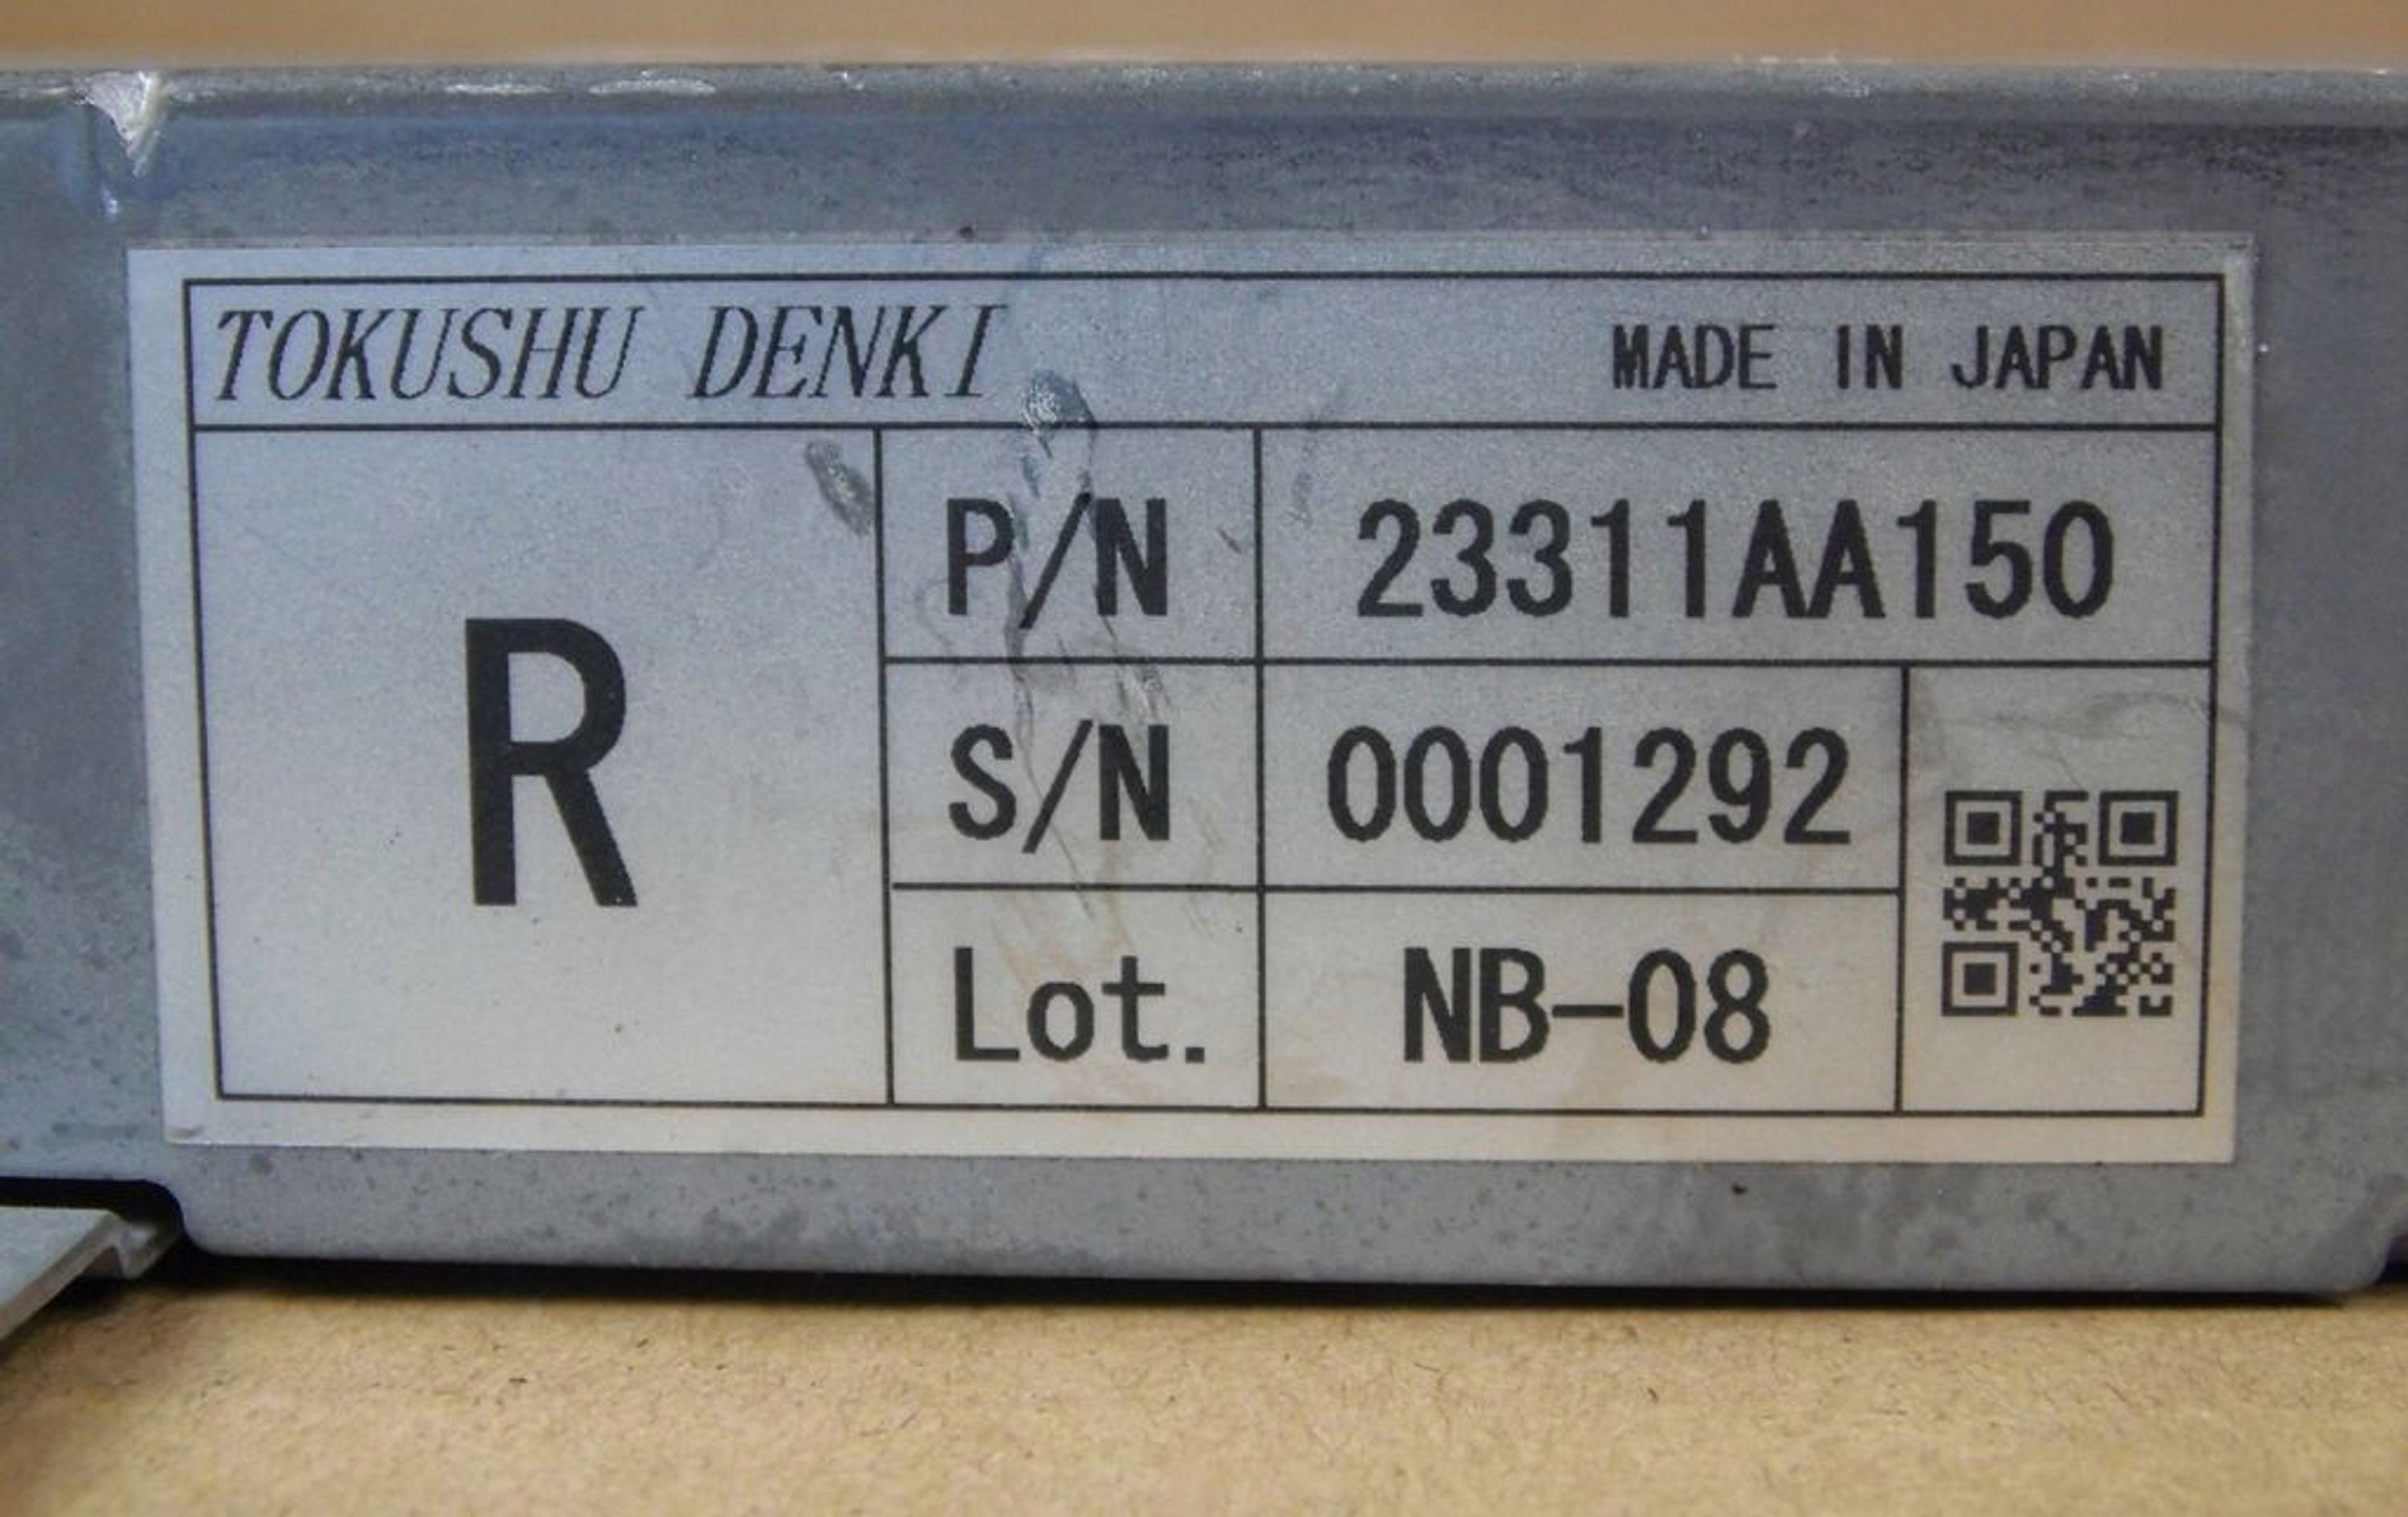 TOKUSHU DENKI MADE IN JAPAN
R
P/N 23311AA150
S/N 0001292
Lot. NB-08